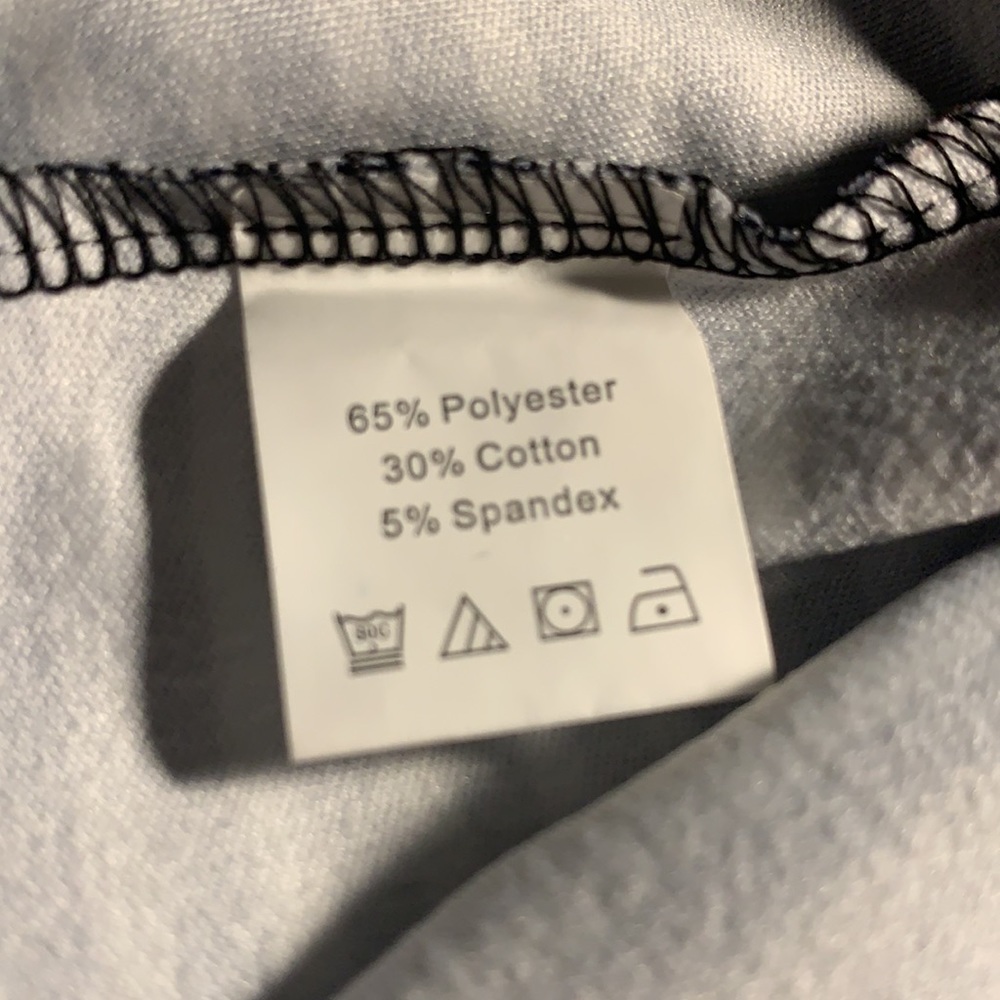 65% Polyester
30% Cotton
5% Spandex